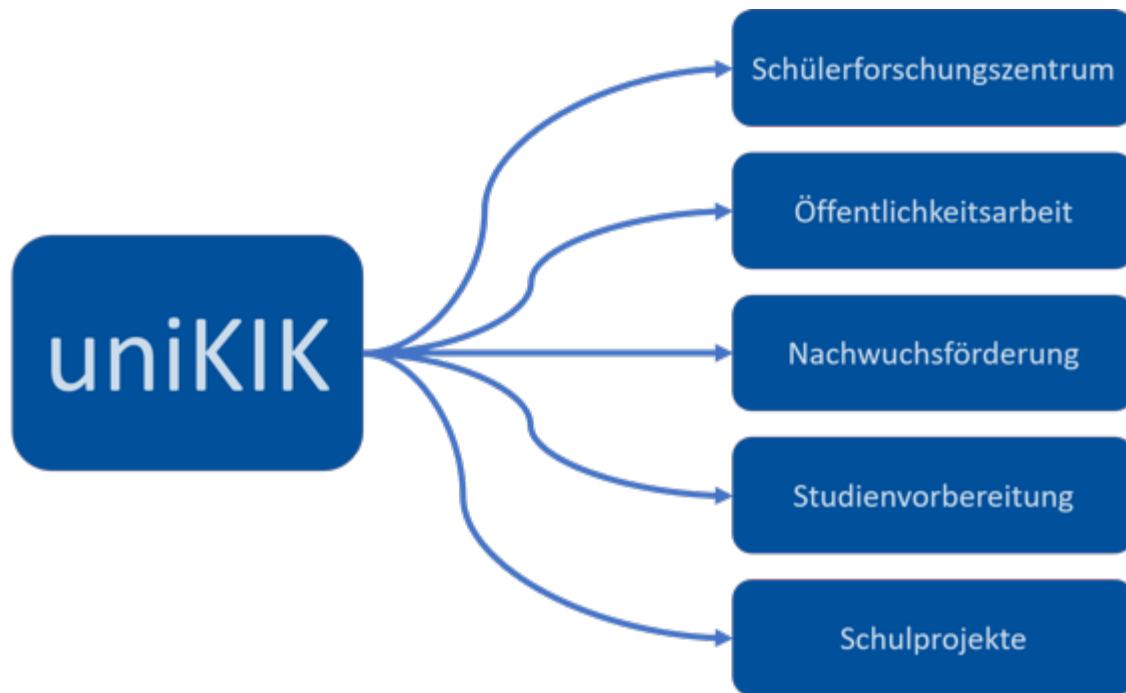 uniKIK
Schülerforschungszentrum
Öffentlichkeitsarbeit
Nachwuchsförderung
Studienvorbereitung
Schulprojekte